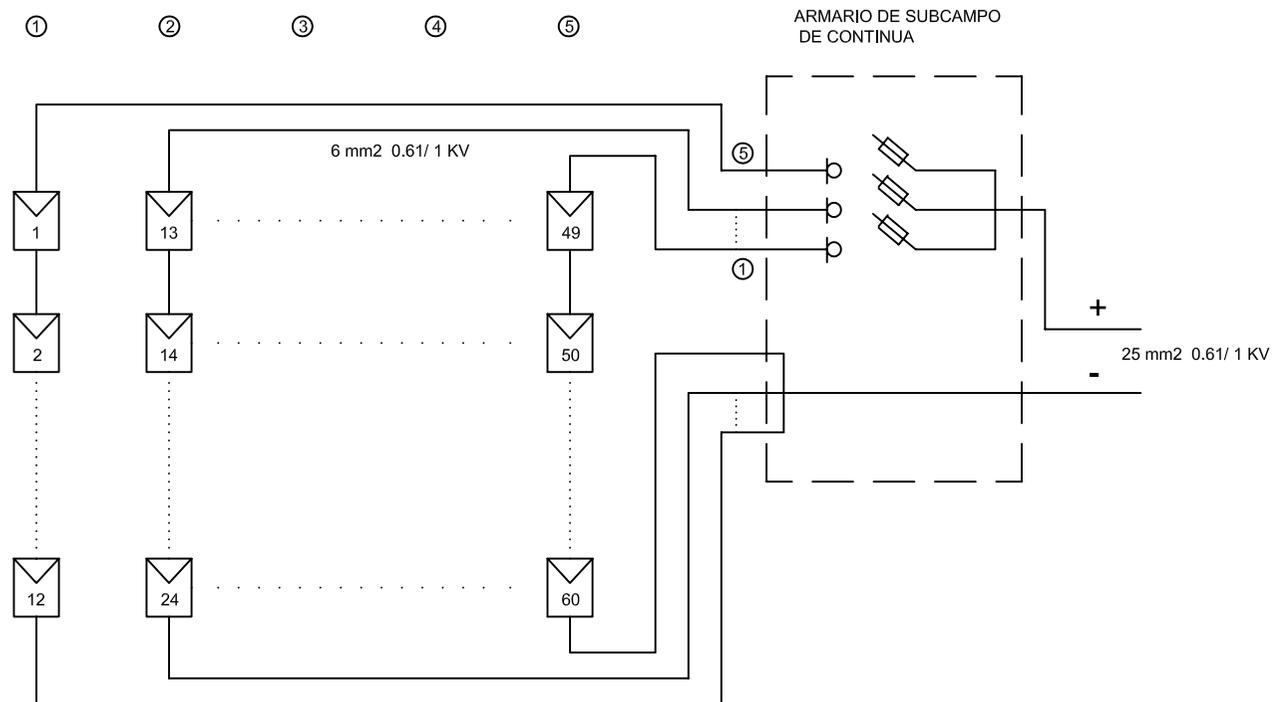 ① ② ③ ④ ⑤
ARMARIO DE SUBCAMPO
DE CONTINUA
6 mm2 0.61/ 1 KV
⑤
1 13 49
①
2 14 50
+
25 mm2 0.61/ 1 KV
-
12 24 60